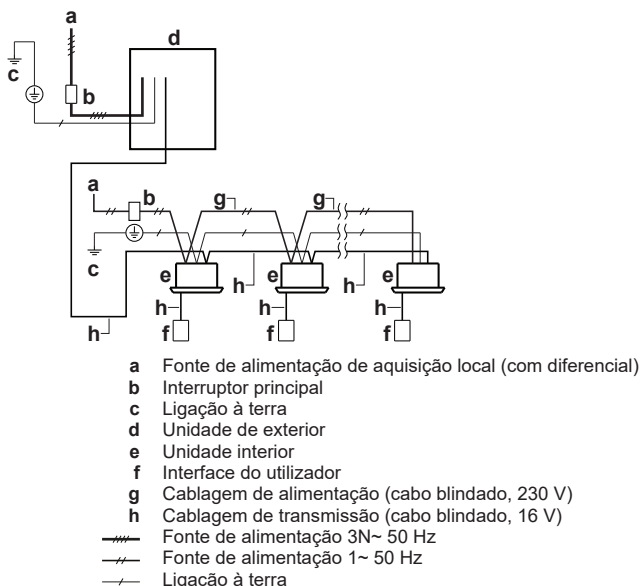 a
d
c
b
a
b
g
g
c
e
h
e
h
e
h
h
h
h
f
f
f
a Fonte de alimentação de aquisição local (com diferencial)
b Interruptor principal
c Ligação à terra
d Unidade de exterior
e Unidade interior
f Interface do utilizador
g Cablagem de alimentação (cabo blindado, 230 V)
h Cablagem de transmissão (cabo blindado, 16 V)
Fonte de alimentação 3N~ 50 Hz
Fonte de alimentação 1~ 50 Hz
Ligação à terra